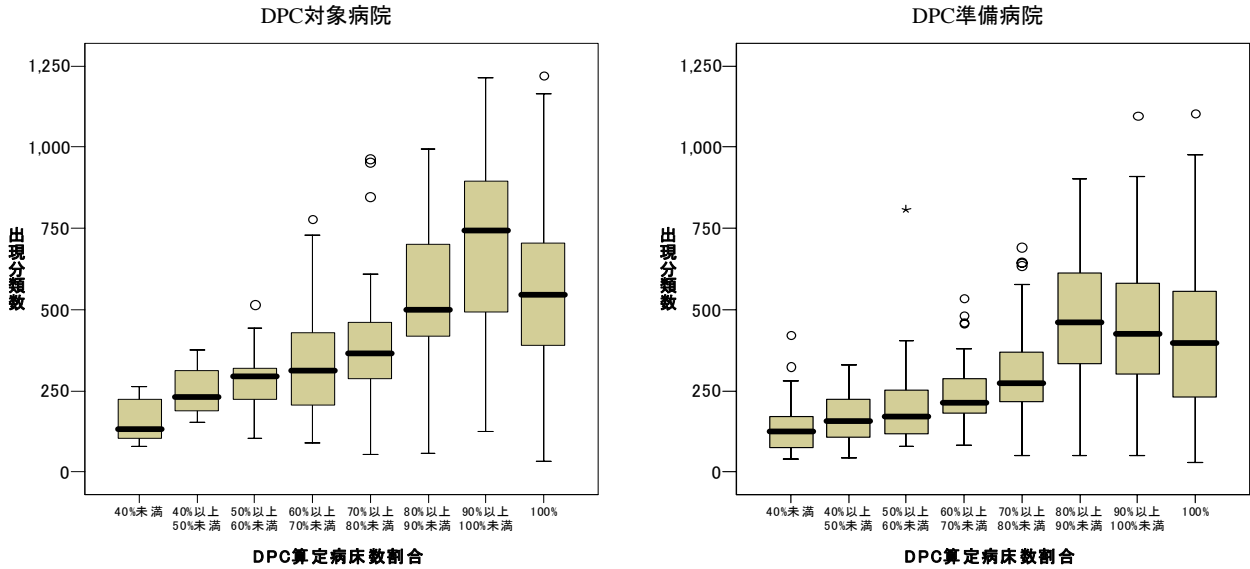 DPC対象病院
1,250
1,000
750
500
250
0
出現分類数
40%未満
40%以上
50%未満
50%以上
60%未満
60%以上
70%未満
70%以上
80%未満
80%以上
90%未満
90%以上
100%未満
100%
DPC算定病床数割合
DPC準備病院
1,250
1,000
750
500
250
0
出現分類数
40%未満
40%以上
50%未満
50%以上
60%未満
60%以上
70%未満
70%以上
80%未満
80%以上
90%未満
90%以上
100%未満
100%
DPC算定病床数割合